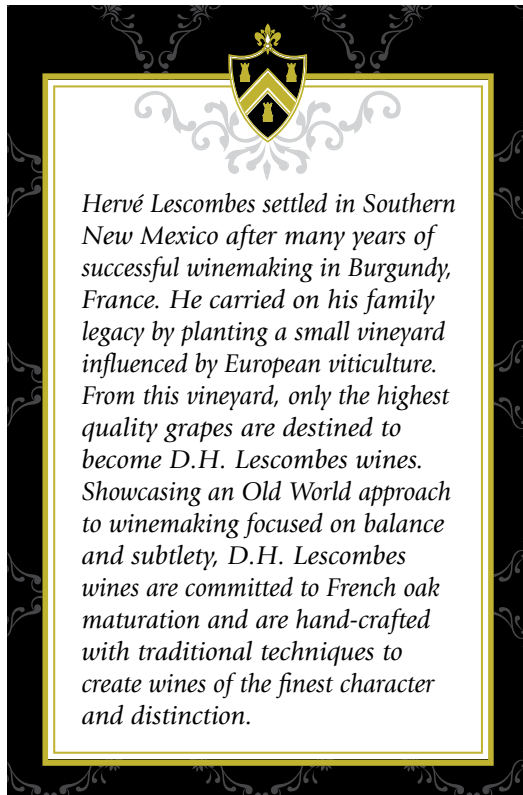 Hervé Lescombes settled in Southern
New Mexico after many years of
successful winemaking in Burgundy,
France. He carried on his family
legacy by planting a small vineyard
influenced by European viticulture.
From this vineyard, only the highest
quality grapes are destined to
become D.H. Lescombes wines.
Showcasing an Old World approach
to winemaking focused on balance
and subtlety, D.H. Lescombes
wines are committed to French oak
maturation and are hand-crafted
with traditional techniques to
create wines of the finest character
and distinction.